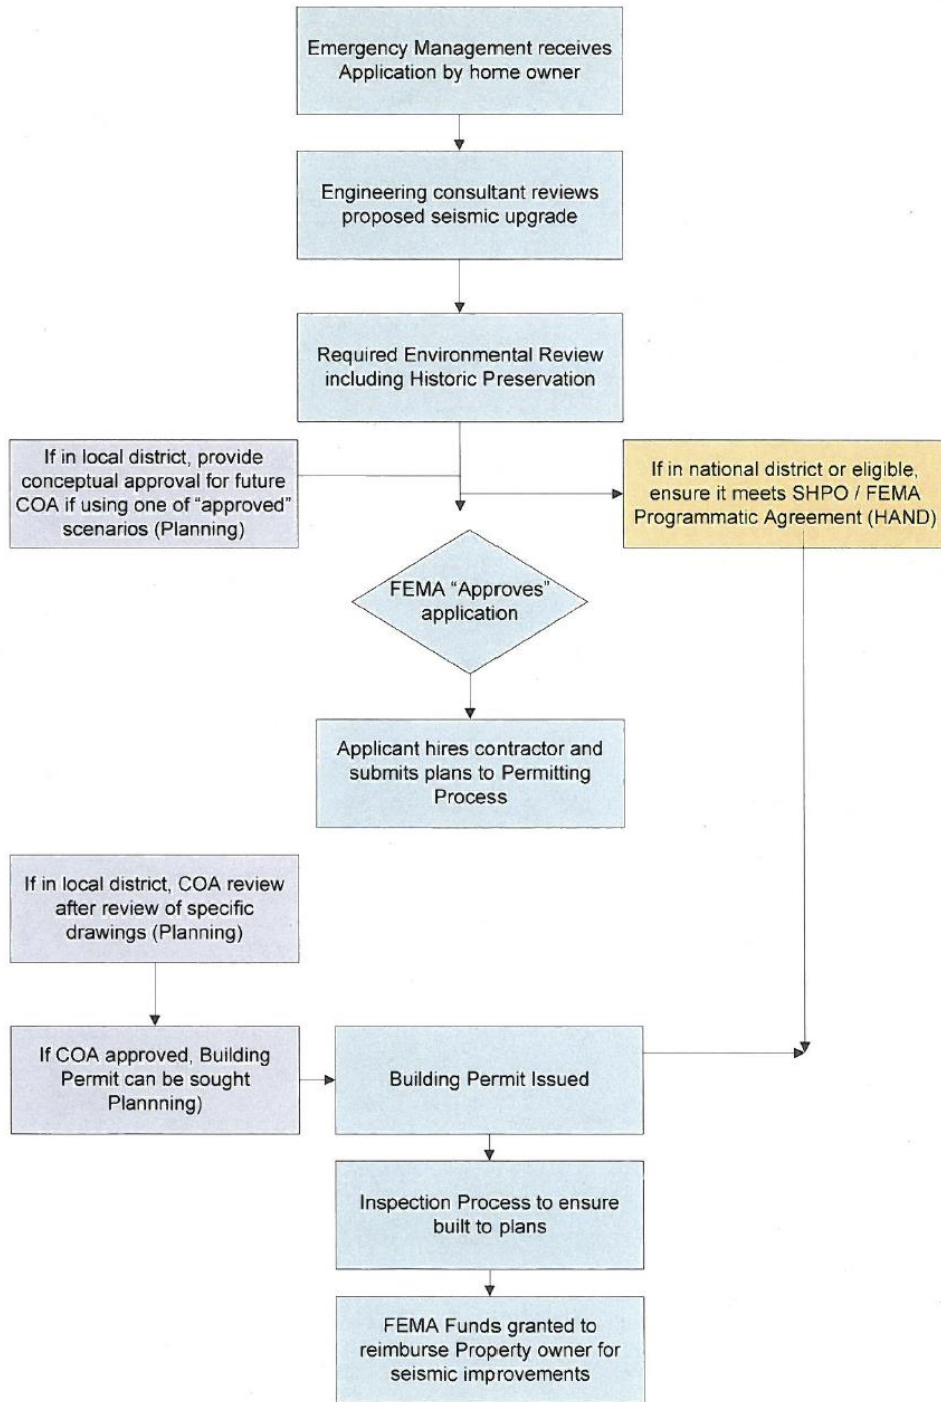 Emergency Management receives
Application by home owner
Engineering consultant reviews
proposed seismic upgrade
Required Environmental Review
including Historic Preservation
If in local district, provide
conceptual approval for future
COA if using one of “approved”
scenarios (Planning)
If in national district or eligible,
ensure it meets SHPO / FEMA
Programmatic Agreement (HAND)
FEMA “Approves”
application
Applicant hires contractor and
submits plans to Permitting
Process
If in local district, COA review
after review of specific
drawings (Planning)
If COA approved, Building
Permit can be sought
Plannning)
Building Permit Issued
Inspection Process to ensure
built to plans
FEMA Funds granted to
reimburse Property owner for
seismic improvements